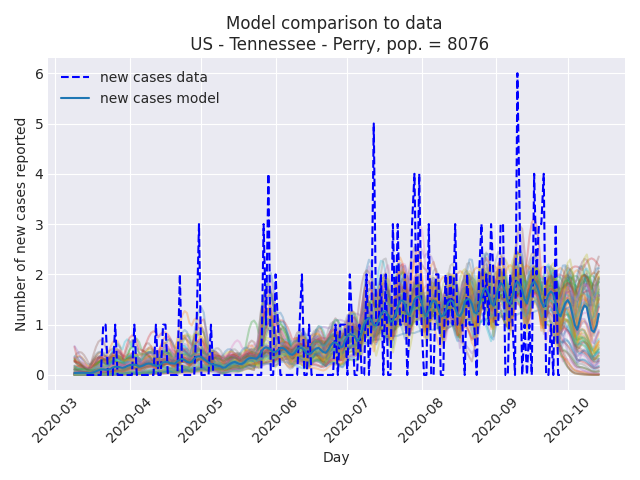 Model comparison to data
US - Tennessee - Perry, pop. = 8076
new cases data
new cases model
Number of new cases reported
6
5
4
3
2
1
0
2020-03
2020-04
2020-05
2020-06
2020-07
2020-08
2020-09
2020-10
Day